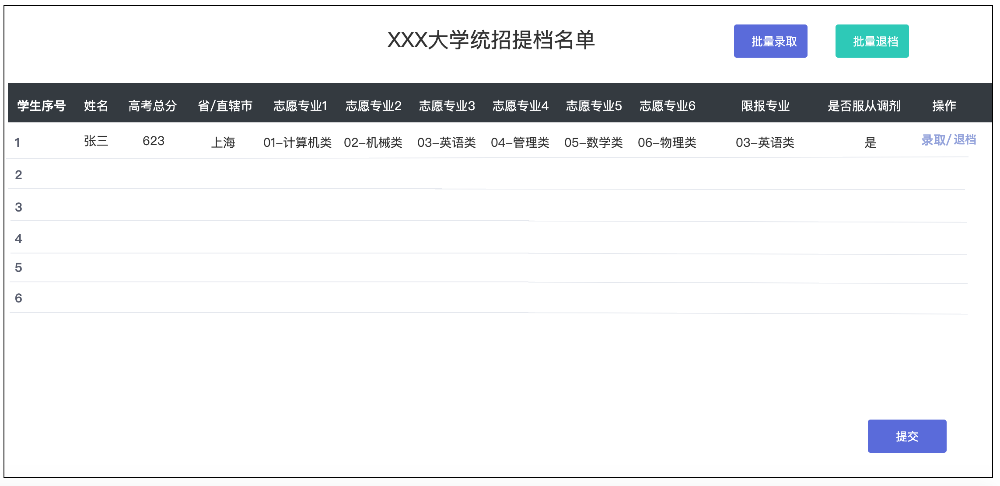 XXX大学统招提档名单 批量录取 批量退档
学生序号 姓名 高考总分 省/直辖市 志愿专业1 志愿专业2 志愿专业3 志愿专业4 志愿专业5 志愿专业6 限报专业 是否服从调剂 操作
1 张三 623 上海 01-计算机类 02-机械类 03-英语类 04-管理类 05-数学类 06-物理类 03-英语类 是 录取/退档
2
3
4
5
6
提交